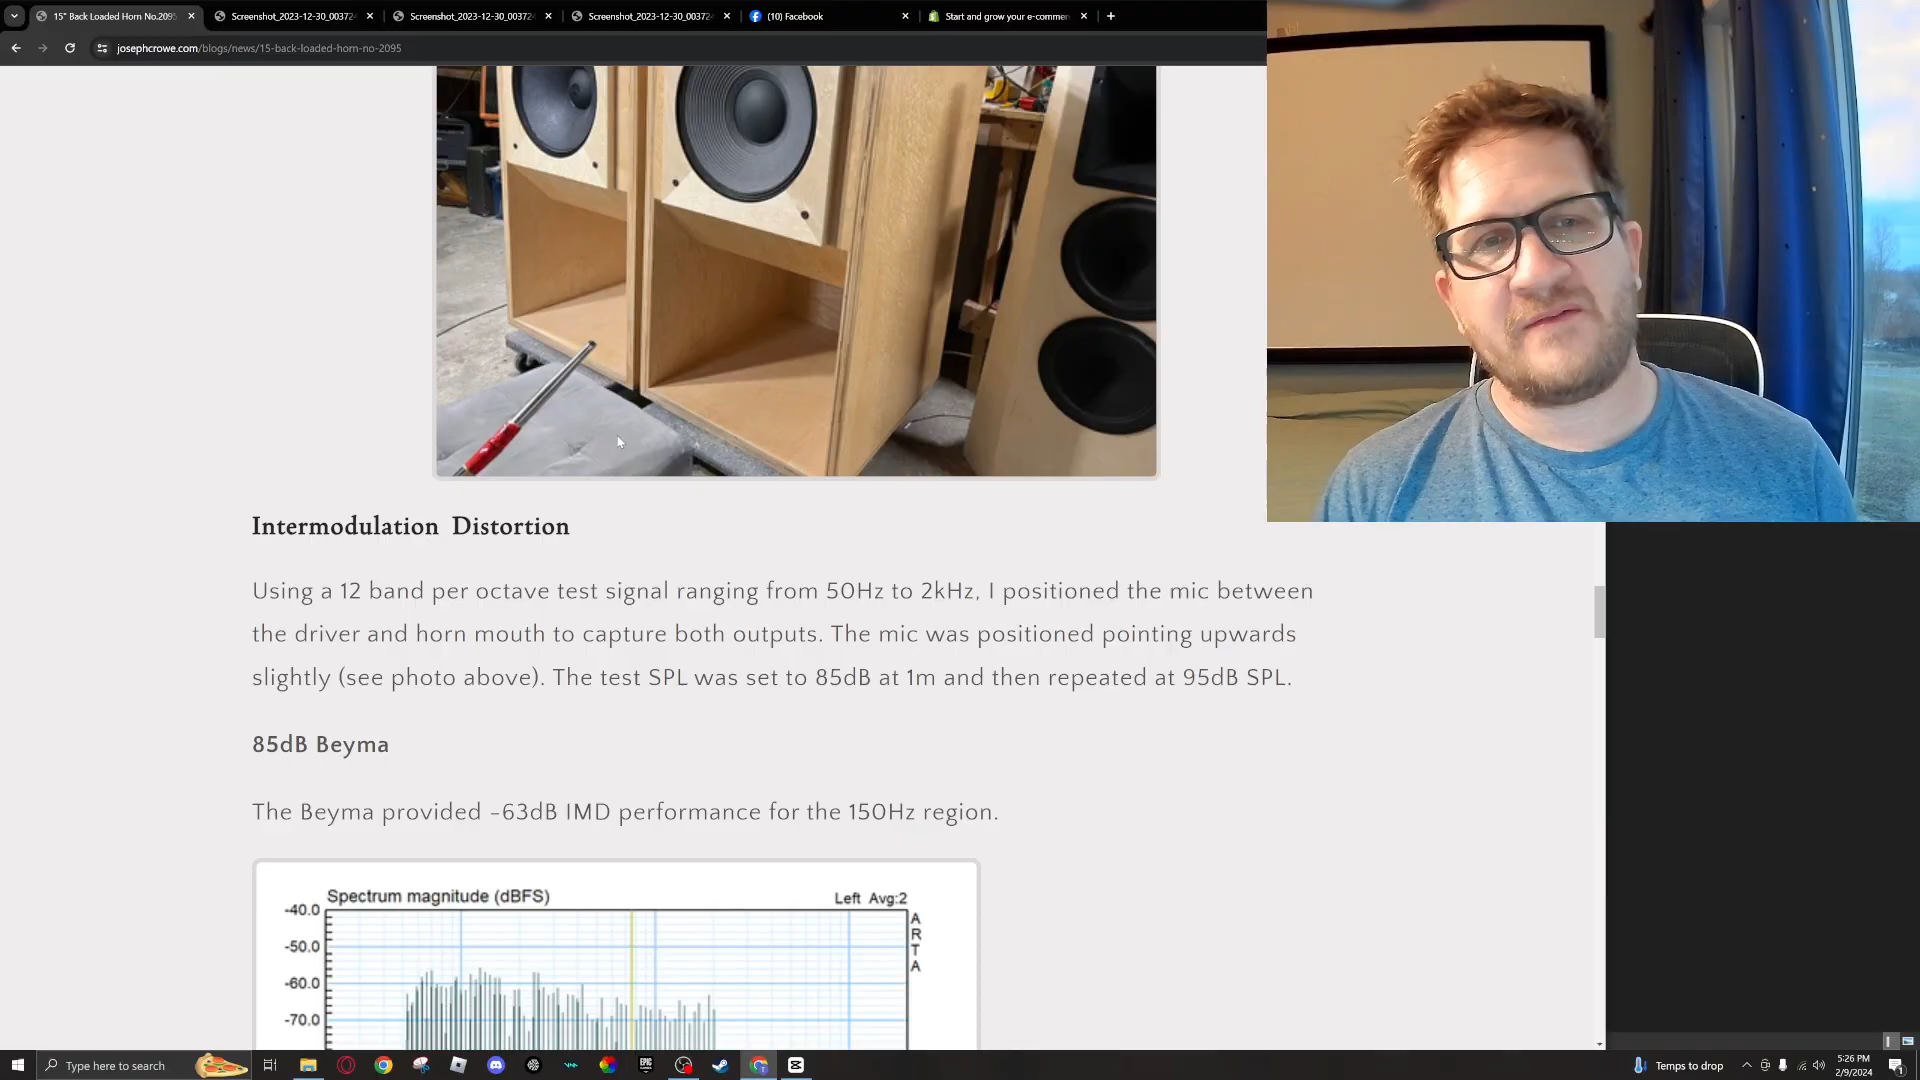 15" Back Loaded Horn No.2095
Screenshot_2023-12-30_00372
Screenshot_2023-12-30_00372
Screenshot_2023-12-30_00372
(10) Facebook
Start and grow your e-commer
josephcrowe.com/blogs/news/15-back-loaded-horn-no-2095
Intermodulation Distortion
Using a 12 band per octave test signal ranging from 50Hz to 2kHz, I positioned the mic between
the driver and horn mouth to capture both outputs. The mic was positioned pointing upwards
slightly (see photo above). The test SPL was set to 85dB at 1m and then repeated at 95dB SPL.
85dB Beyma
The Beyma provided -63dB IMD performance for the 150Hz region.
Spectrum magnitude (dBFS)
Left Avg:2
-40.0
-50.0
-60.0
-70.0
A
R
T
A
Type here to search
Temps to drop
5:26 PM
2/9/2024